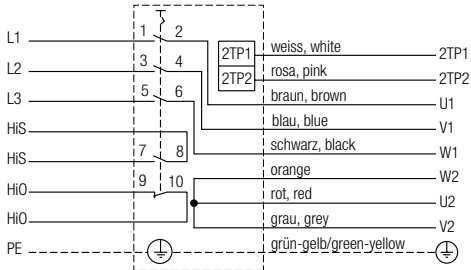 L1 1 2
2TP1 weiss, white 2TP1
L2 3 4
2TP2 rosa, pink 2TP2
L3 5 6
braun, brown U1
HiS
blau, blue V1
HiS 7 8
schwarz, black W1
HiO 9 10
orange W2
rot, red U2
HiO
grau, grey V2
PE grün-gelb/green-yellow